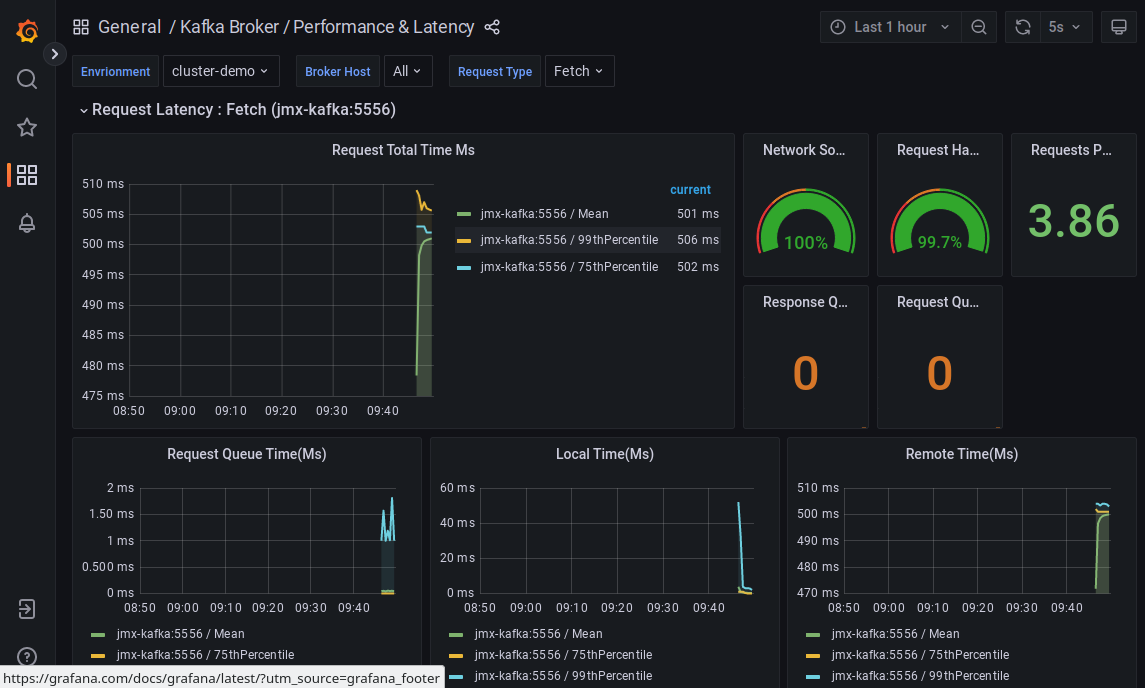 General / Kafka Broker / Performance & Latency
Last 1 hour
5s
Envrionment
cluster-demo
Broker Host
All
Request Type
Fetch
Request Latency : Fetch (jmx-kafka:5556)
Request Total Time Ms
510 ms
505 ms
500 ms
495 ms
490 ms
485 ms
480 ms
475 ms
08:50 09:00 09:10 09:20 09:30 09:40
current
jmx-kafka:5556 / Mean 501 ms
jmx-kafka:5556 / 99thPercentile 506 ms
jmx-kafka:5556 / 75thPercentile 502 ms
Network So...
100%
Request Ha...
99.7%
Requests P...
3.86
Response Q...
0
Request Qu...
0
Request Queue Time(Ms)
2 ms
1.50 ms
1 ms
0.500 ms
0 ms
08:50 09:00 09:10 09:20 09:30 09:40
jmx-kafka:5556 / Mean
jmx-kafka:5556 / 75thPercentile
Local Time(Ms)
60 ms
40 ms
20 ms
0 ms
08:50 09:00 09:10 09:20 09:30 09:40
jmx-kafka:5556 / Mean
jmx-kafka:5556 / 75thPercentile
jmx-kafka:5556 / 99thPercentile
Remote Time(Ms)
510 ms
500 ms
490 ms
480 ms
470 ms
08:50 09:00 09:10 09:20 09:30 09:40
jmx-kafka:5556 / Mean
jmx-kafka:5556 / 75thPercentile
jmx-kafka:5556 / 99thPercentile
https://grafana.com/docs/grafana/latest/?utm_source=grafana_footer